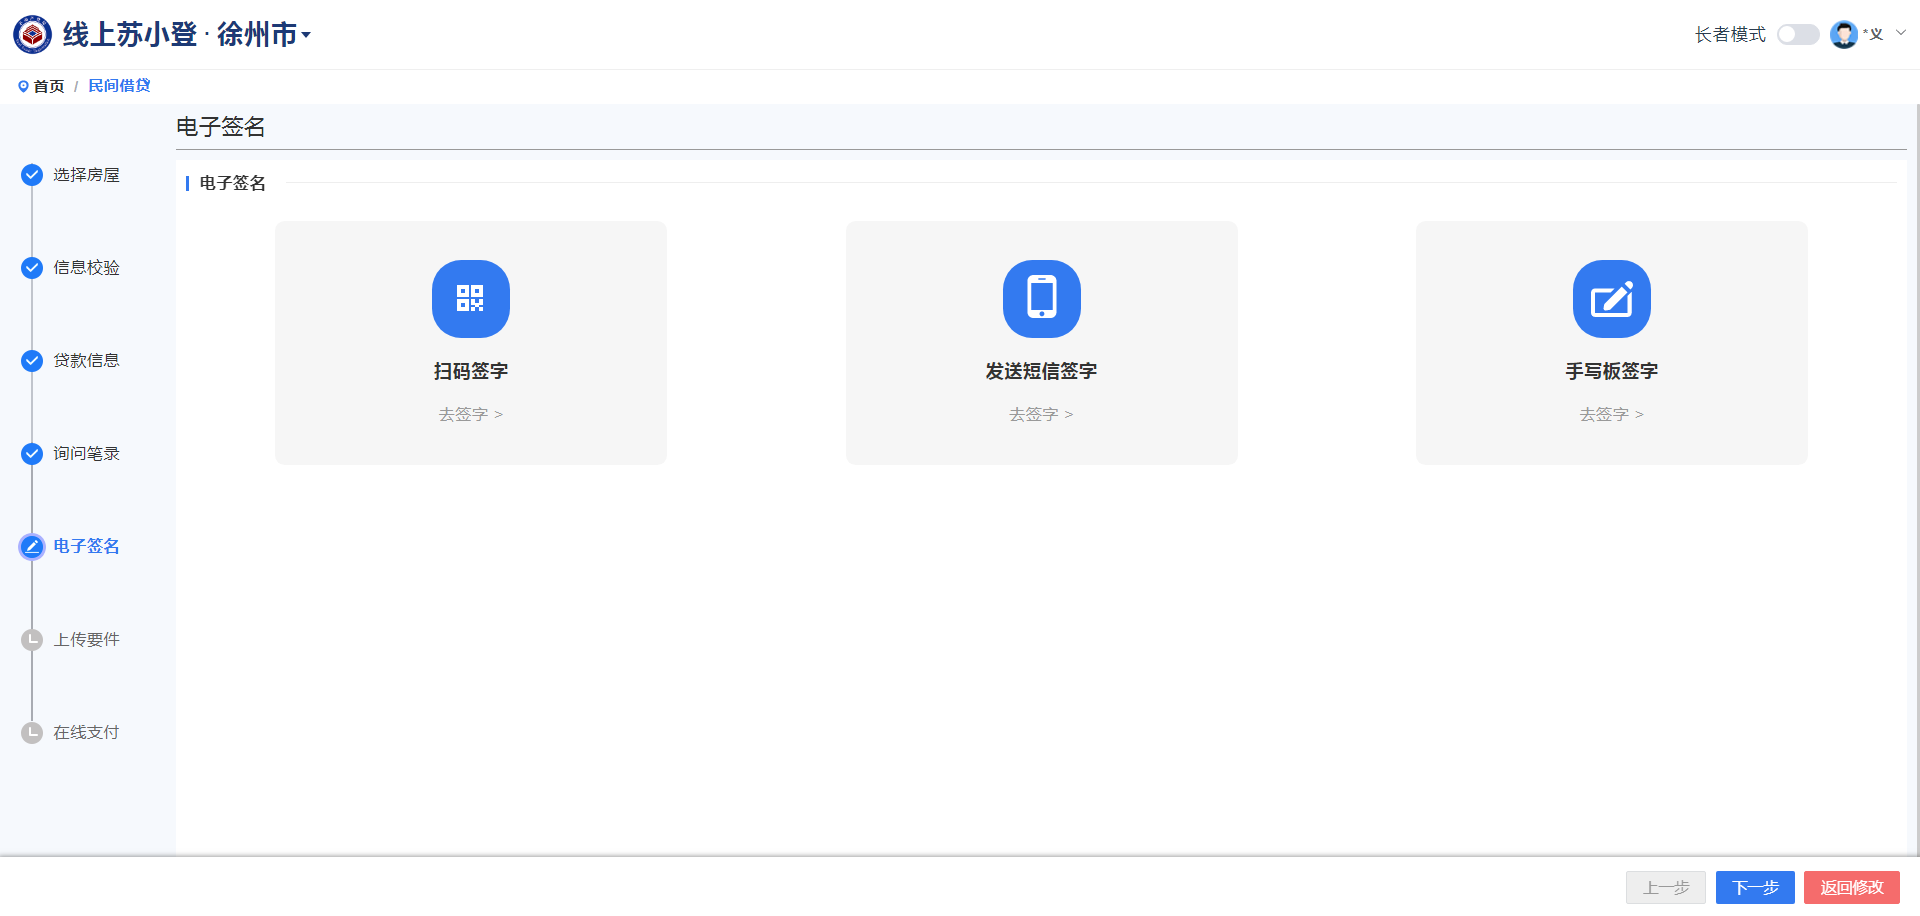 线上苏小登 · 徐州市
长者模式
*义
首页 / 民间借贷
电子签名
选择房屋
信息校验
贷款信息
询问笔录
电子签名
上传要件
在线支付
电子签名
扫码签字
去签字 >
发送短信签字
去签字 >
手写板签字
去签字 >
上一步
下一步
返回修改